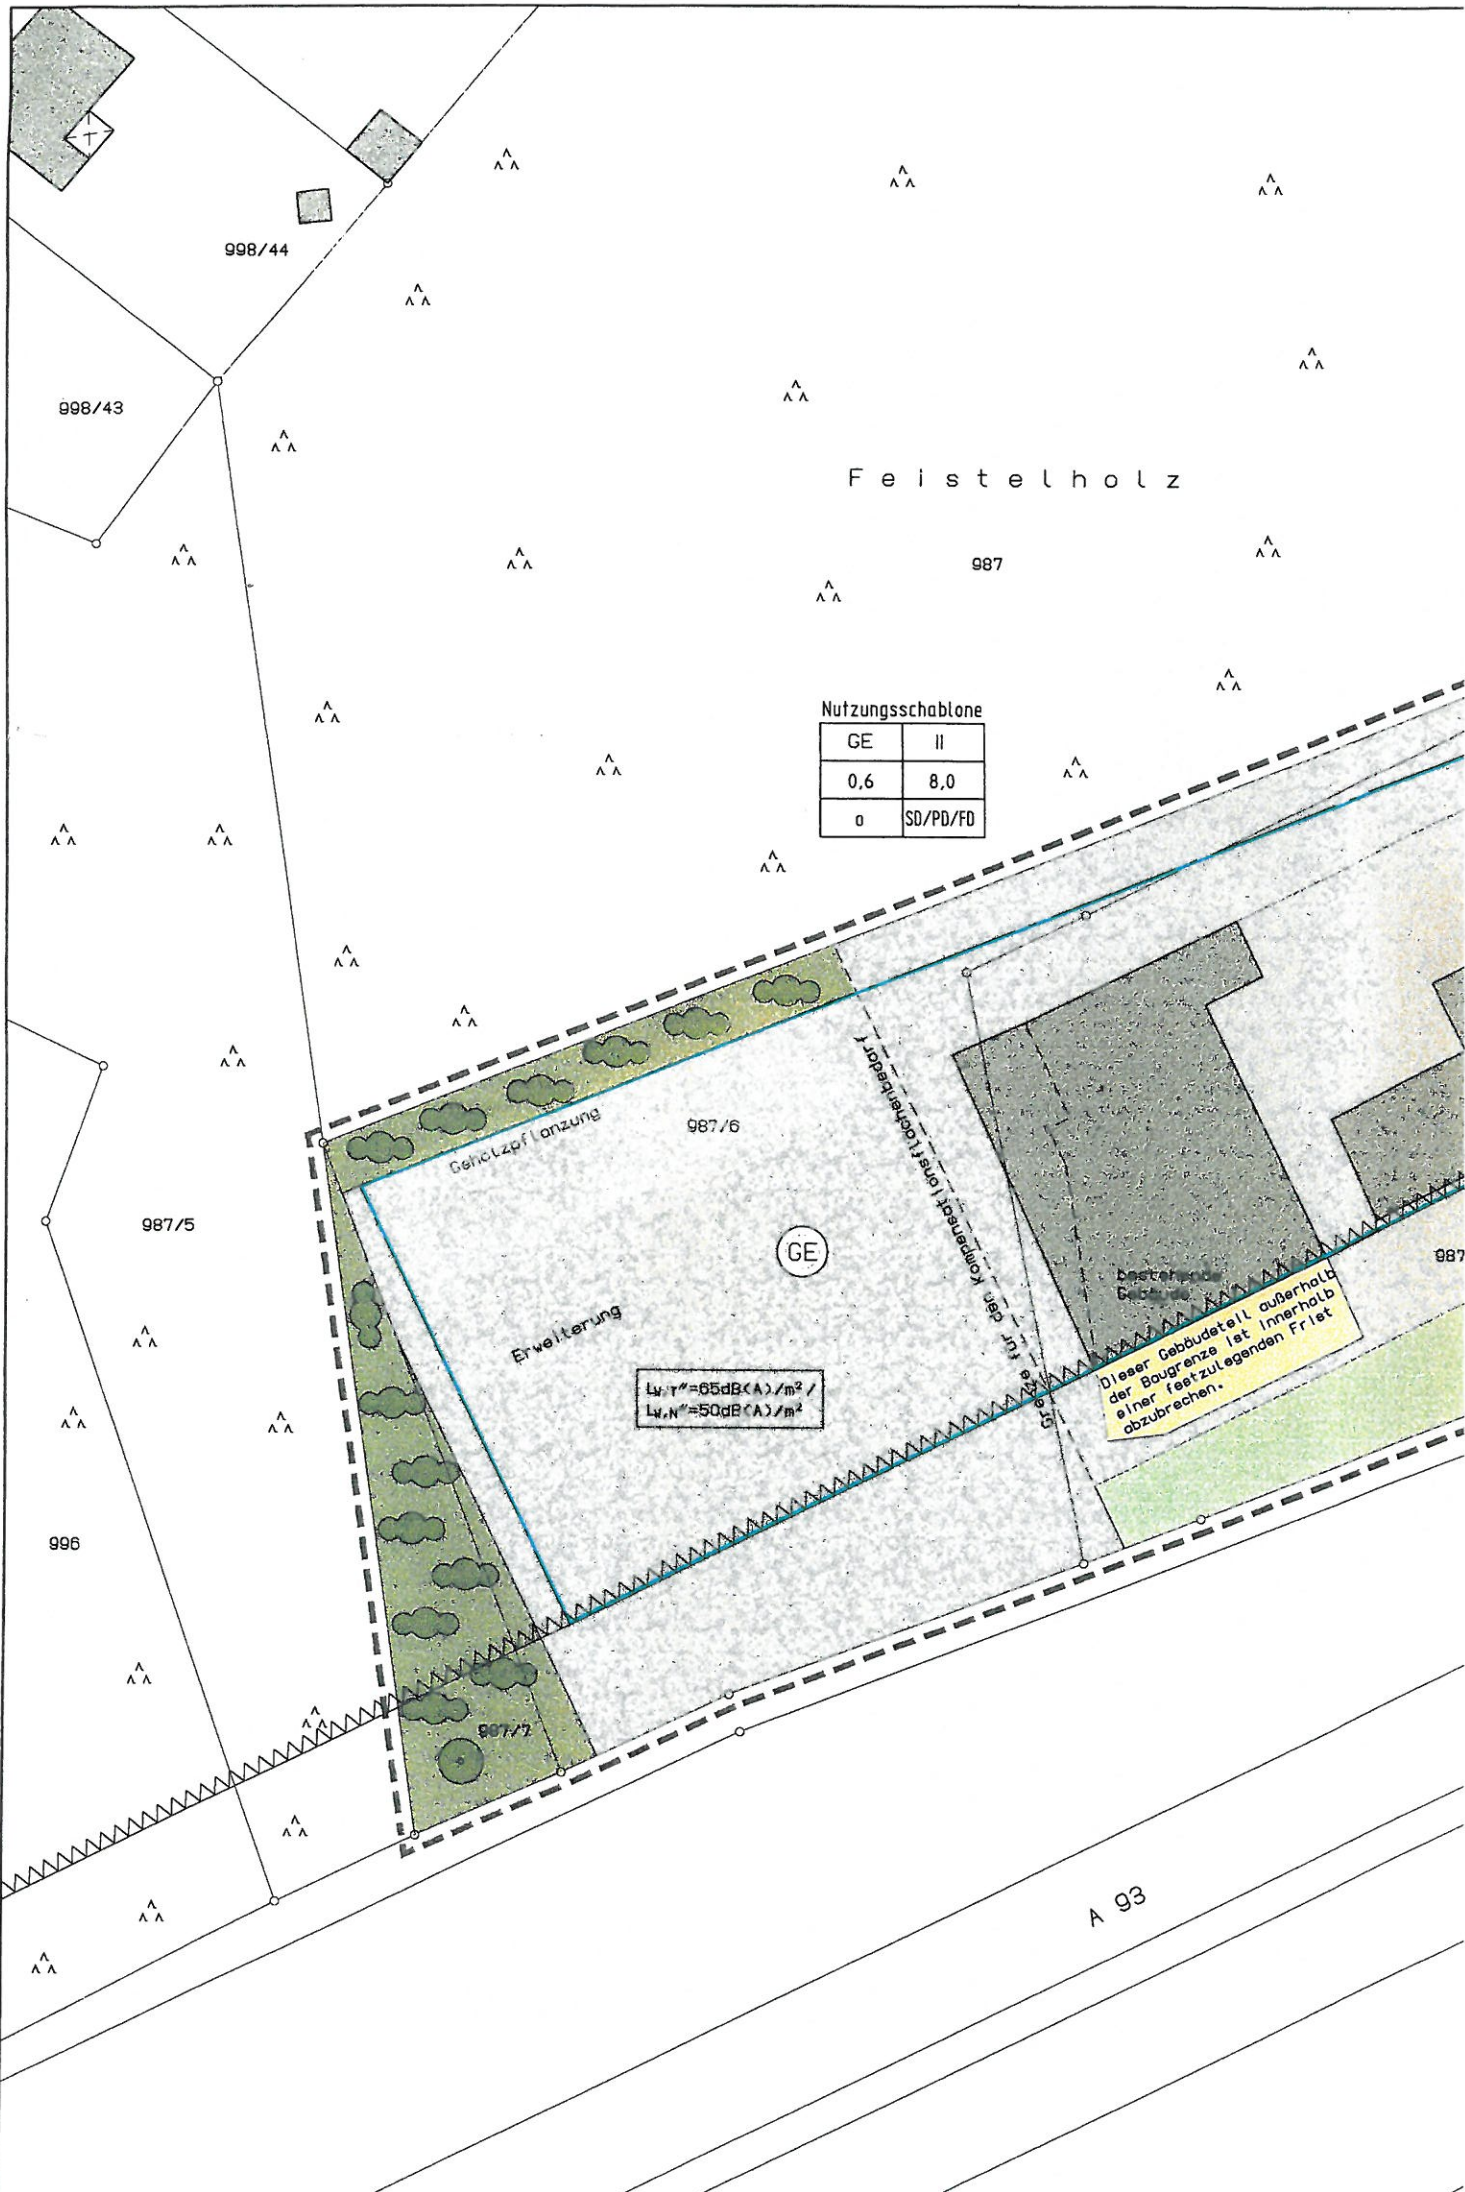 998/44
998/43
Feistelholz
987
Nutzungsschablone
GE II
0,6 8,0
o SD/PD/FD
Gehölzpflanzung
987/6
Grenze für den Kompensationsflächenbedarf
987/5
GE
987
Erweiterung
bestehende
Gebäude
Dieser Gebäudeteil außerhalb
der Baugrenze ist innerhalb
einer festzulegenden Frist
abzubrechen.
Lw,T"=65dB(A)/m² /
Lw,N"=50dB(A)/m²
996
987/7
A 93